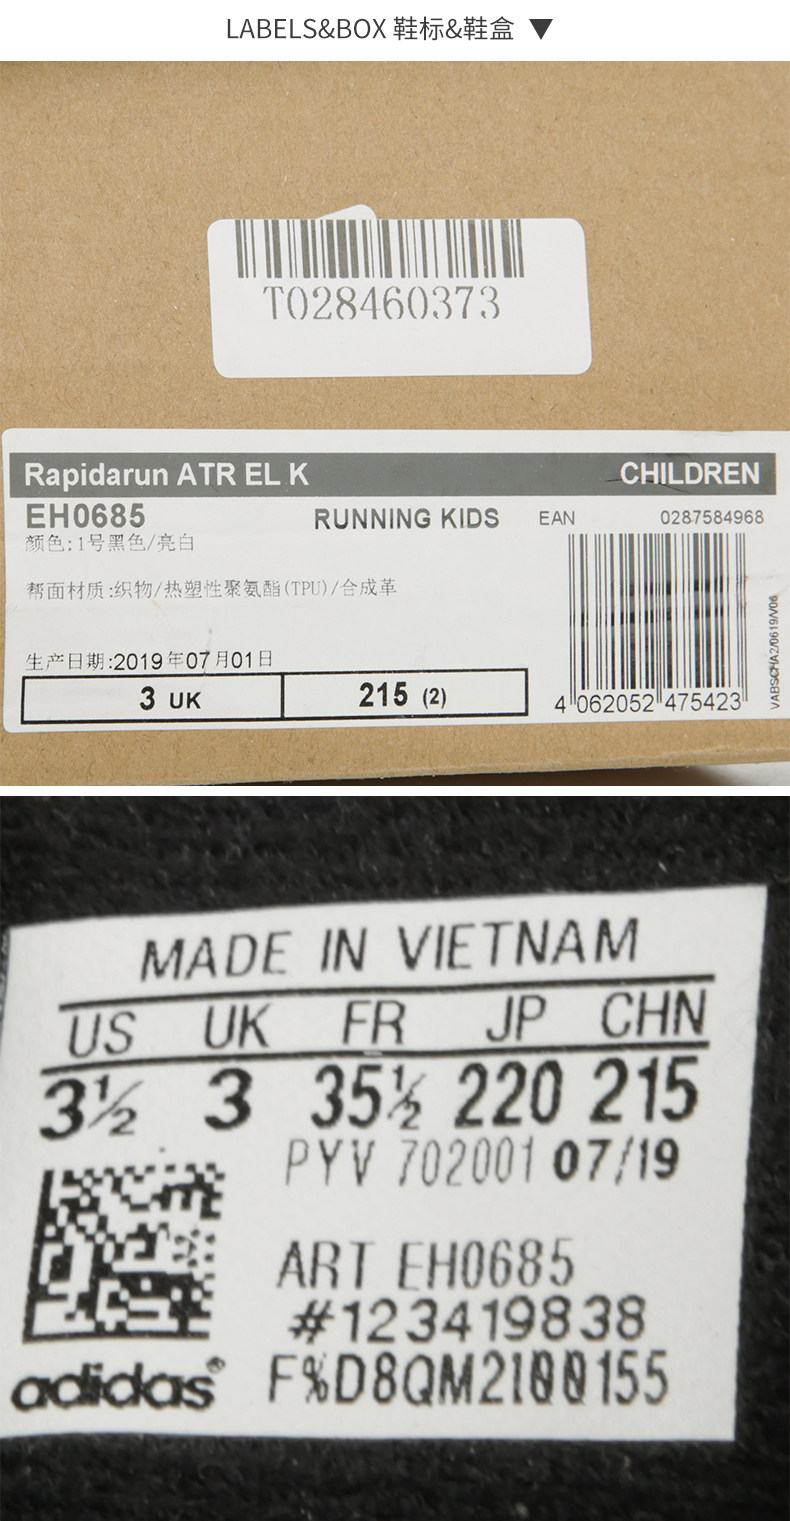 LABELS&BOX 鞋标&鞋盒 ▼
T028460373
Rapidarun ATR EL K CHILDREN
EH0685 RUNNING KIDS EAN 0287584968
颜色:1号黑色/亮白
帮面材质:织物/热塑性聚氨酯(TPU)/合成革
生产日期:2019年07月01日
3 UK 215 (2)
4 062052 475423
VABSCHA2/0619/V06
MADE IN VIETNAM
US UK FR JP CHN
3½ 3 35½ 220 215
PYV 702001 07/19
ART EH0685
#123419838
F%D8QM2100155
adidas®